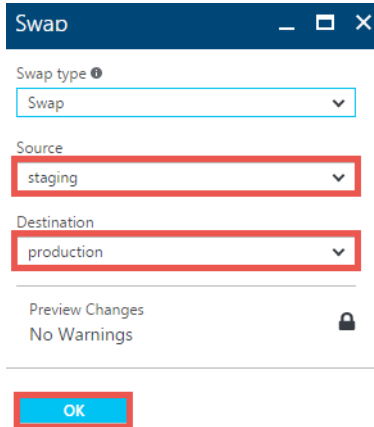 Swap
Swap type
Swap
Source
staging
Destination
production
Preview Changes
No Warnings
OK